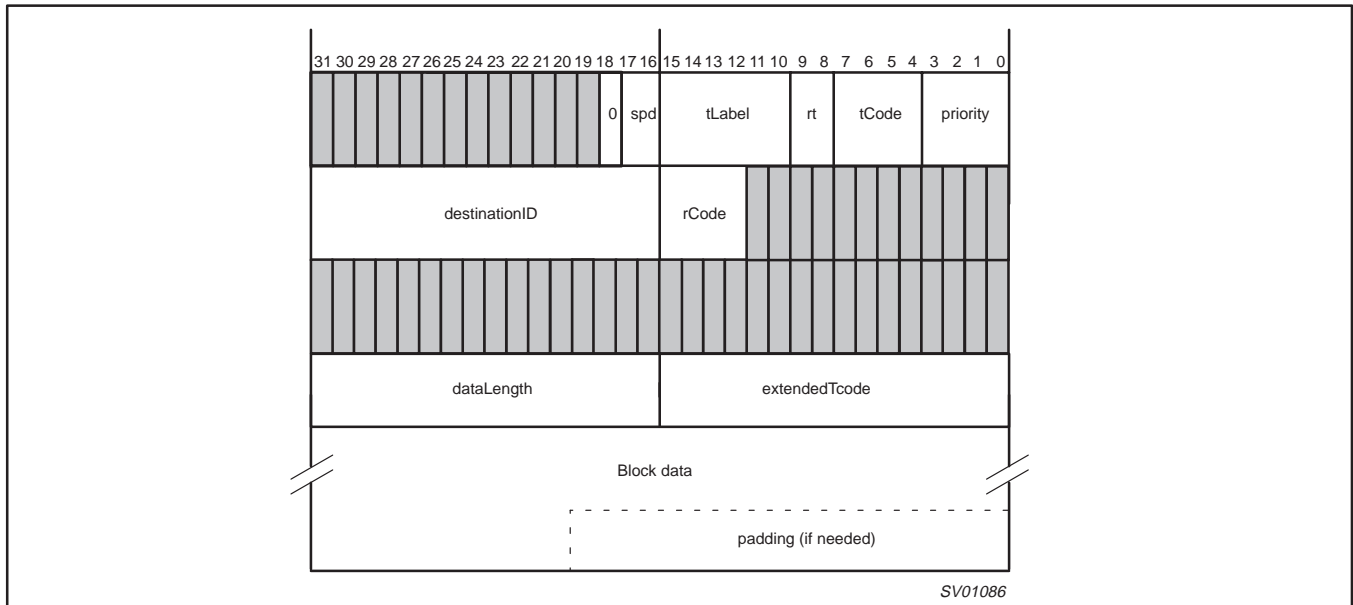 31 30 29 28 27 26 25 24 23 22 21 20 19 18 17 16 15 14 13 12 11 10 9 8 7 6 5 4 3 2 1 0
0 spd tLabel rt tCode priority
destinationID rCode
dataLength extendedTcode
Block data
padding (if needed)
SV01086